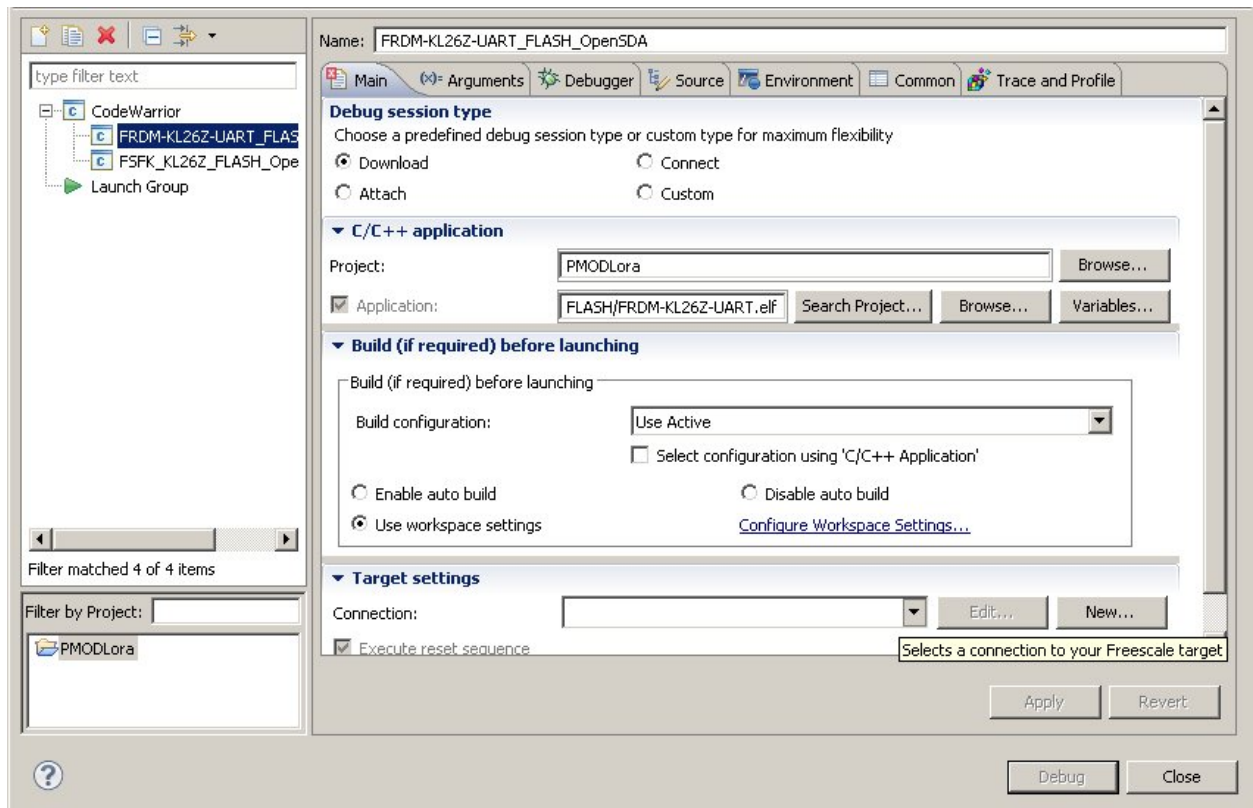 type filter text
CodeWarrior
FRDM-KL26Z-UART_FLAS
FSFK_KL26Z_FLASH_Ope
Launch Group
Filter matched 4 of 4 items
Filter by Project:
PMODLora
Name: FRDM-KL26Z-UART_FLASH_OpenSDA
Main (x)= Arguments Debugger Source Environment Common Trace and Profile
Debug session type
Choose a predefined debug session type or custom type for maximum flexibility
Download Connect
Attach Custom
C/C++ application
Project: PMODLora Browse...
Application: FLASH/FRDM-KL26Z-UART.elf Search Project... Browse... Variables...
Build (if required) before launching
Build (if required) before launching
Build configuration: Use Active
Select configuration using 'C/C++ Application'
Enable auto build Disable auto build
Use workspace settings Configure Workspace Settings...
Target settings
Connection: Edit... New...
Execute reset sequence Selects a connection to your Freescale target
Apply Revert
? Debug Close